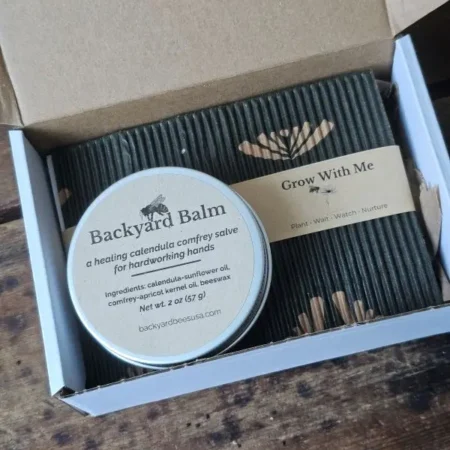 Backyard Balm
a healing calendula comfrey salve
for hardworking hands
Ingredients: calendula-sunflower oil,
comfrey-apricot kernel oil, beeswax
Net wt. 2 oz (57 g)
backyardbeesusa.com
Grow With Me
Plant - Wait - Watch - Nurture